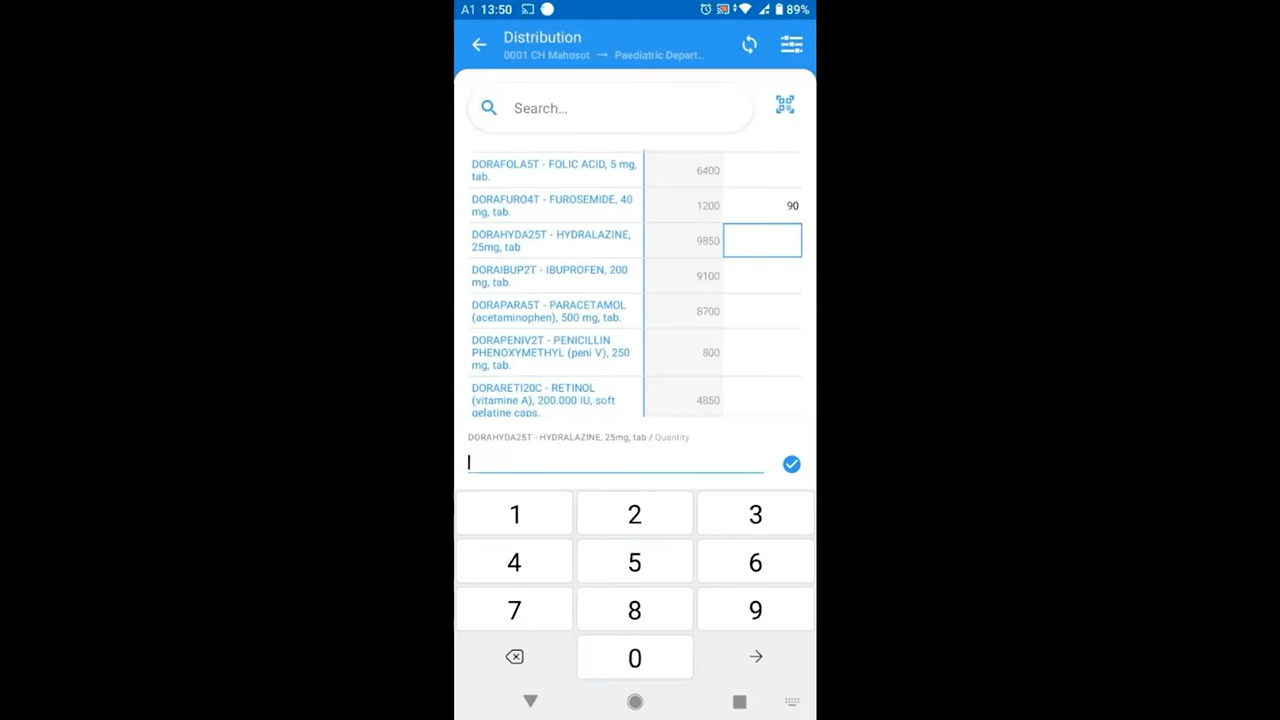 A1 13:50 89%
Distribution
0001 CH Mahosot → Paediatric Depart...
Search...
DORAFOLA5T - FOLIC ACID, 5 mg,
tab.
6400
DORAFURO4T - FUROSEMIDE, 40
mg, tab.
1200 90
DORAHYDA25T - HYDRALAZINE,
25mg, tab
9850
DORAIBUP2T - IBUPROFEN, 200
mg, tab.
9100
DORAPARA5T - PARACETAMOL
(acetaminophen), 500 mg, tab.
8700
DORAPENIV2T - PENICILLIN
PHENOXYMETHYL (peni V), 250
mg, tab.
800
DORARETI20C - RETINOL
(vitamine A), 200.000 IU, soft
gelatine caps.
4850
DORAHYDA25T - HYDRALAZINE, 25mg, tab / Quantity
1 2 3
4 5 6
7 8 9
0